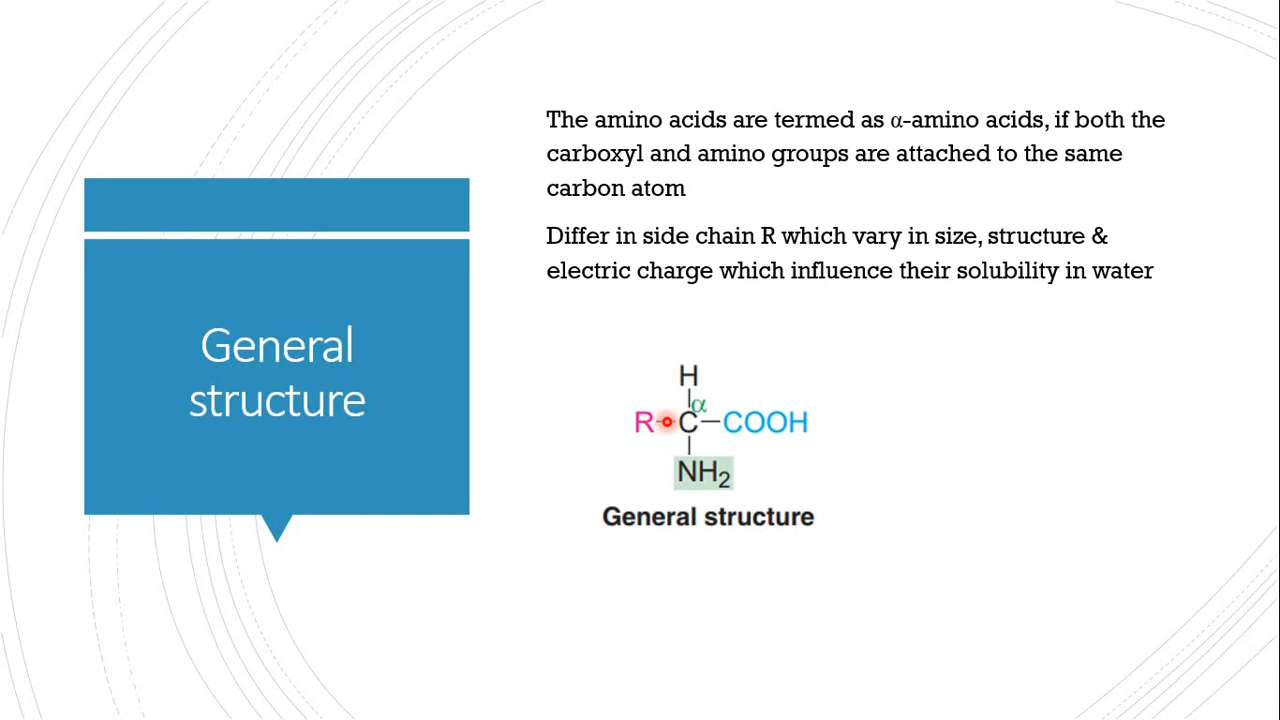 General
structure
The amino acids are termed as α-amino acids, if both the
carboxyl and amino groups are attached to the same
carbon atom
Differ in side chain R which vary in size, structure &
electric charge which influence their solubility in water
H
α
R C COOH
NH₂
General structure